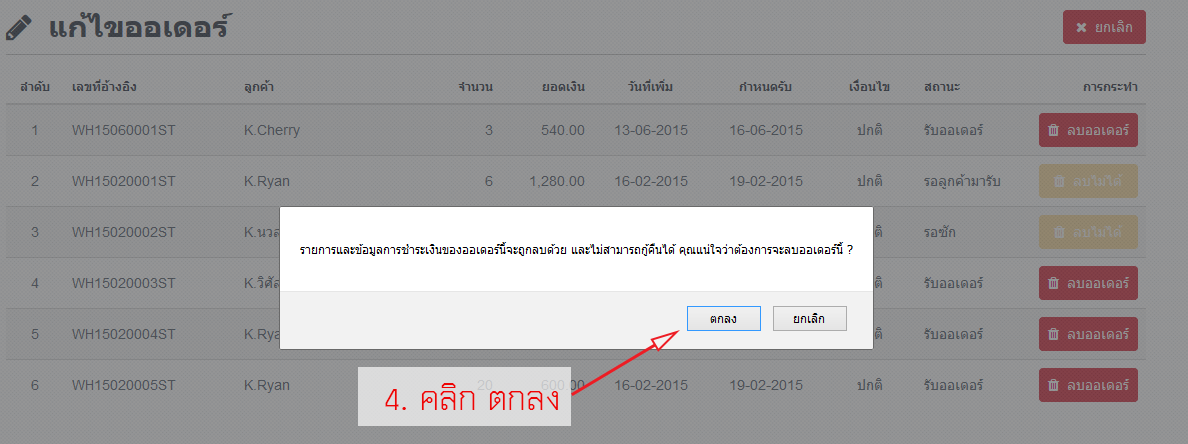 แก้ไขออเดอร์
ยกเลิก
ลำดับ เลขที่อ้างอิง ลูกค้า จำนวน ยอดเงิน วันที่เพิ่ม กำหนดรับ เงื่อนไข สถานะ การกระทำ
1 WH15060001ST K.Cherry 3 540.00 13-06-2015 16-06-2015 ปกติ รับออเดอร์ ลบออเดอร์
2 WH15020001ST K.Ryan 6 1,280.00 16-02-2015 19-02-2015 ปกติ รอลูกค้ามารับ ลบไม่ได้
3 WH15020002ST รอซัก ลบไม่ได้
รายการและข้อมูลการชำระเงินของออเดอร์นี้จะถูกลบด้วย และไม่สามารถกู้คืนได้ คุณแน่ใจว่าต้องการจะลบออเดอร์นี้ ?
4 WH15020003ST รับออเดอร์ ลบออเดอร์
ตกลง ยกเลิก
5 WH15020004ST รับออเดอร์ ลบออเดอร์
6 WH15020005ST K.Ryan 20 600.00 16-02-2015 19-02-2015 ปกติ รับออเดอร์ ลบออเดอร์
4. คลิก ตกลง